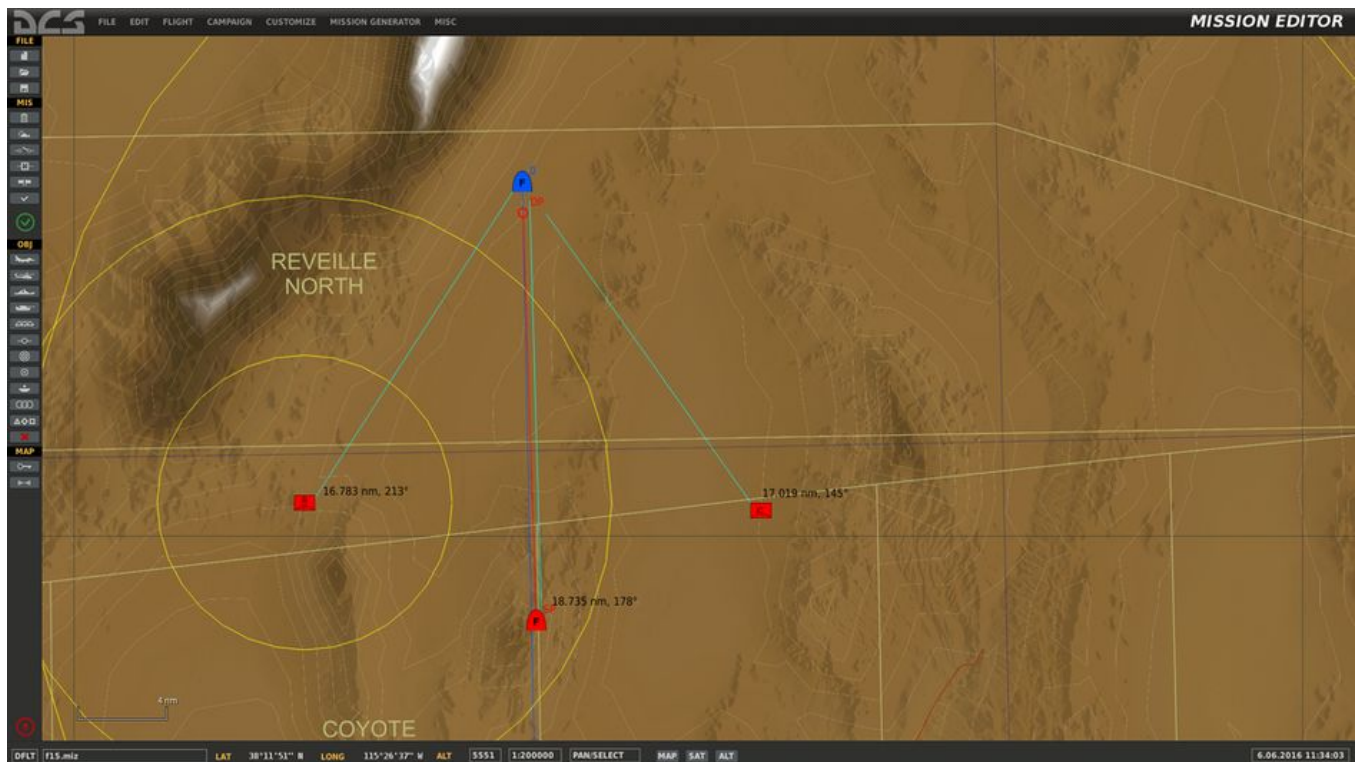 DCS FILE EDIT FLIGHT CAMPAIGN CUSTOMIZE MISSION GENERATOR MISC MISSION EDITOR
FILE
MIS
OBJ
MAP
DP
REVEILLE
NORTH
16.783 nm, 213°
17.019 nm, 145°
18.735 nm, 178°
SP
F
F
4 nm
COYOTE
DFLT f15.miz LAT 38°11'51" N LONG 115°26'37" W ALT 5551 1:200000 PAN/SELECT MAP SAT ALT 6.06.2016 11:34:03